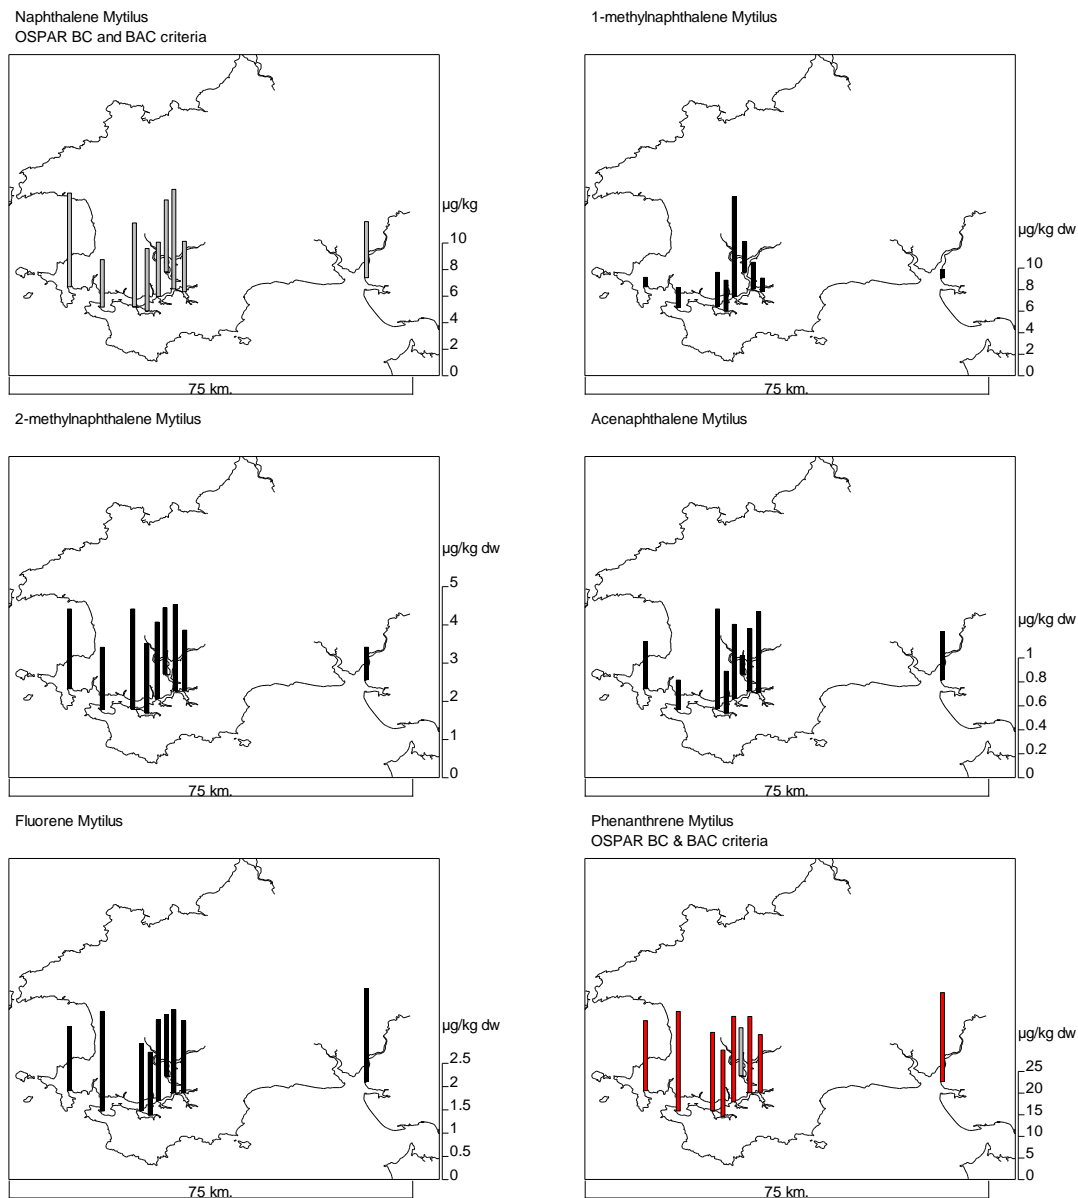 Naphthalene Mytilus
OSPAR BC and BAC criteria
µg/kg
10
8
6
4
2
0
75 km.
1-methylnaphthalene Mytilus
µg/kg dw
10
8
6
4
2
0
75 km.
2-methylnaphthalene Mytilus
µg/kg dw
5
4
3
2
1
0
75 km.
Acenaphthalene Mytilus
µg/kg dw
1
0.8
0.6
0.4
0.2
0
75 km.
Fluorene Mytilus
µg/kg dw
2.5
2
1.5
1
0.5
0
75 km.
Phenanthrene Mytilus
OSPAR BC & BAC criteria
µg/kg dw
25
20
15
10
5
0
75 km.